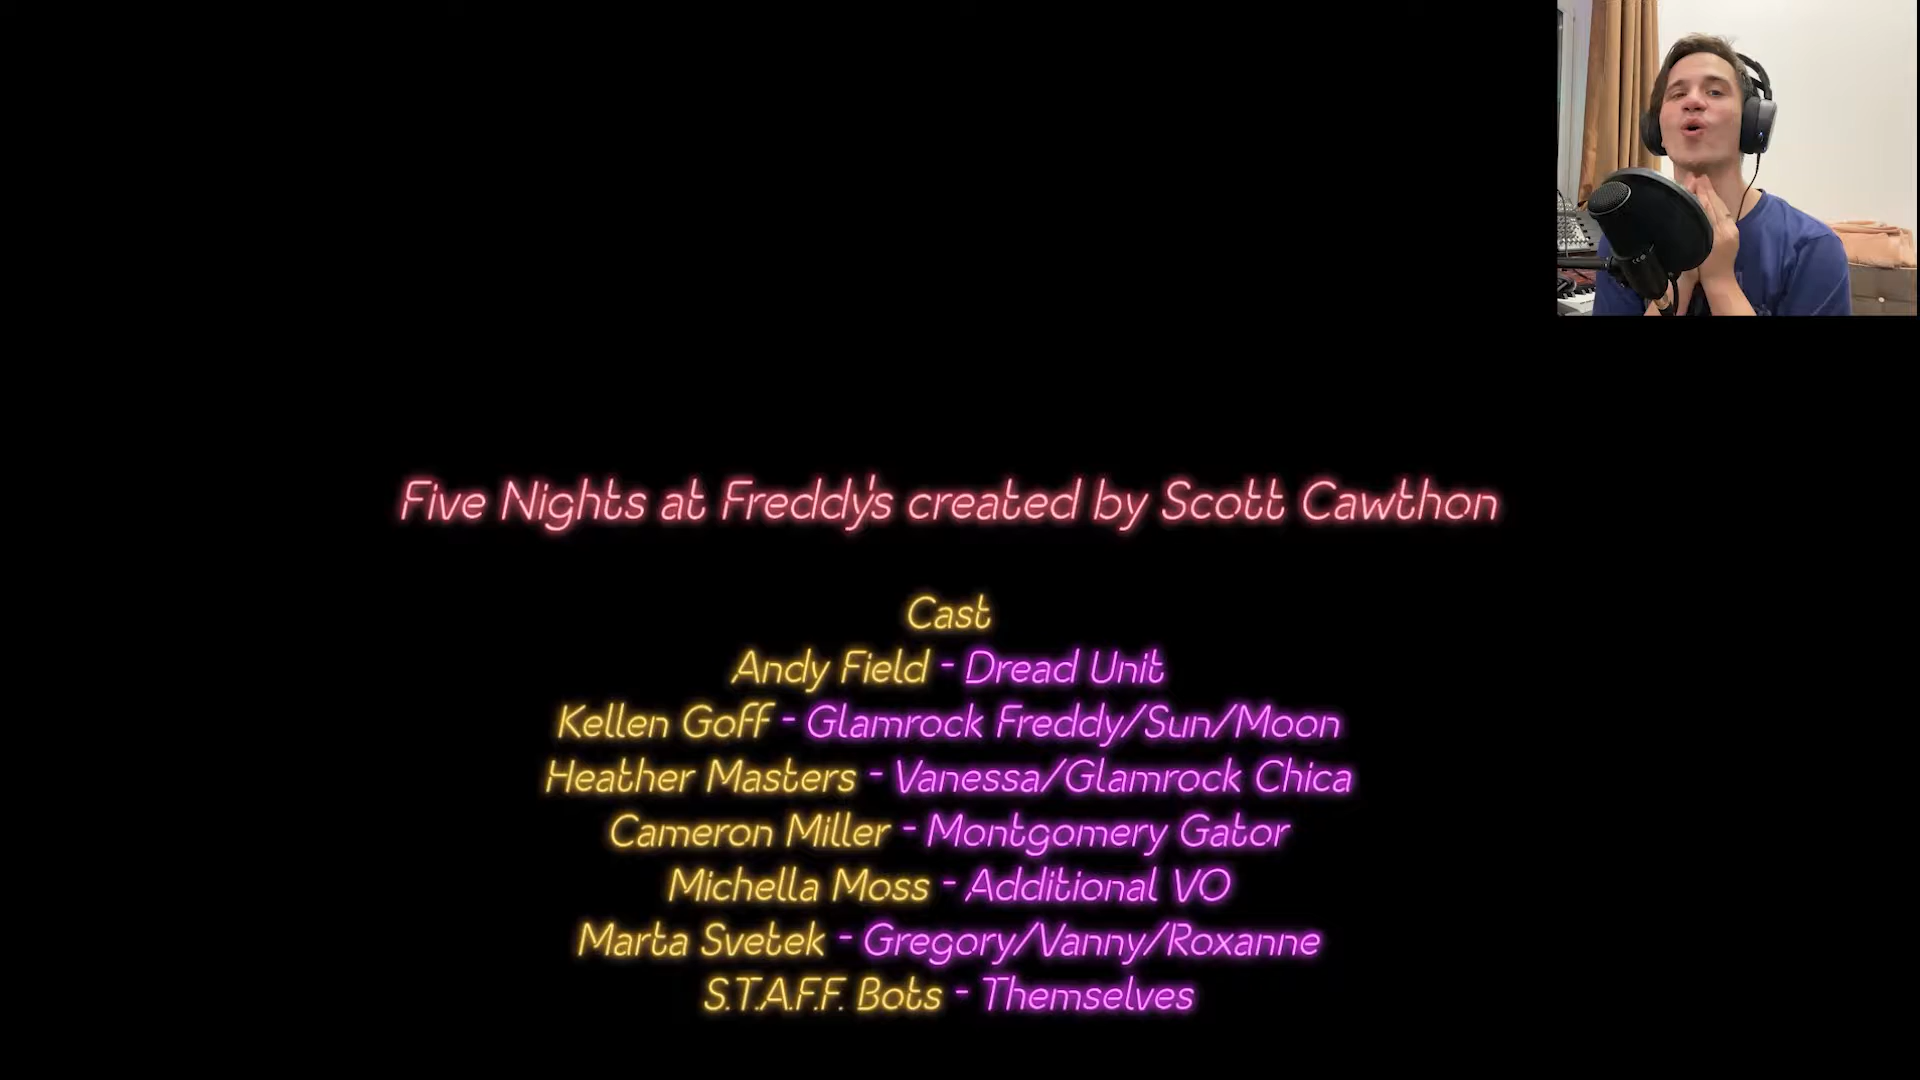 Five Nights at Freddy's created by Scott Cawthon
Cast
Andy Field - Dread Unit
Kellen Goff - Glamrock Freddy/Sun/Moon
Heather Masters - Vanessa/Glamrock Chica
Cameron Miller - Montgomery Gator
Michella Moss - Additional VO
Marta Svetek - Gregory/Vanny/Roxanne
S.T.A.F.F. Bots - Themselves